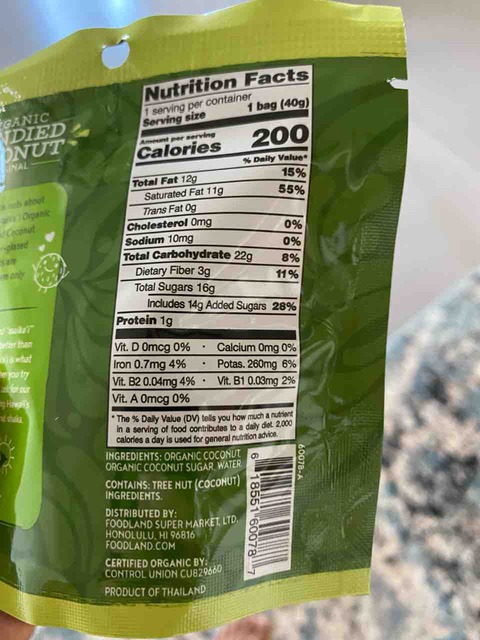 GANIC
NDIED
ONUT
NAL
Nutrition Facts
1 serving per container
Serving size 1 bag (40g)
Amount per serving
Calories 200
% Daily Value*
Total Fat 12g 15%
Saturated Fat 11g 55%
Trans Fat 0g
Cholesterol 0mg 0%
Sodium 10mg 0%
Total Carbohydrate 22g 8%
Dietary Fiber 3g 11%
Total Sugars 16g
Includes 14g Added Sugars 28%
Protein 1g
Vit. D 0mcg 0% • Calcium 0mg 0%
Iron 0.7mg 4% • Potas. 260mg 6%
Vit. B2 0.04mg 4% • Vit. B1 0.03mg 2%
Vit. A 0mcg 0%
* The % Daily Value (DV) tells you how much a nutrient
in a serving of food contributes to a daily diet. 2,000
calories a day is used for general nutrition advice.
INGREDIENTS: ORGANIC COCONUT,
ORGANIC COCONUT SUGAR, WATER
CONTAINS: TREE NUT (COCONUT)
INGREDIENTS.
DISTRIBUTED BY:
FOODLAND SUPER MARKET, LTD.
HONOLULU, HI 96816
FOODLAND.COM
CERTIFIED ORGANIC BY:
CONTROL UNION CU829660
PRODUCT OF THAILAND
60078-A
6 18551 60078 7